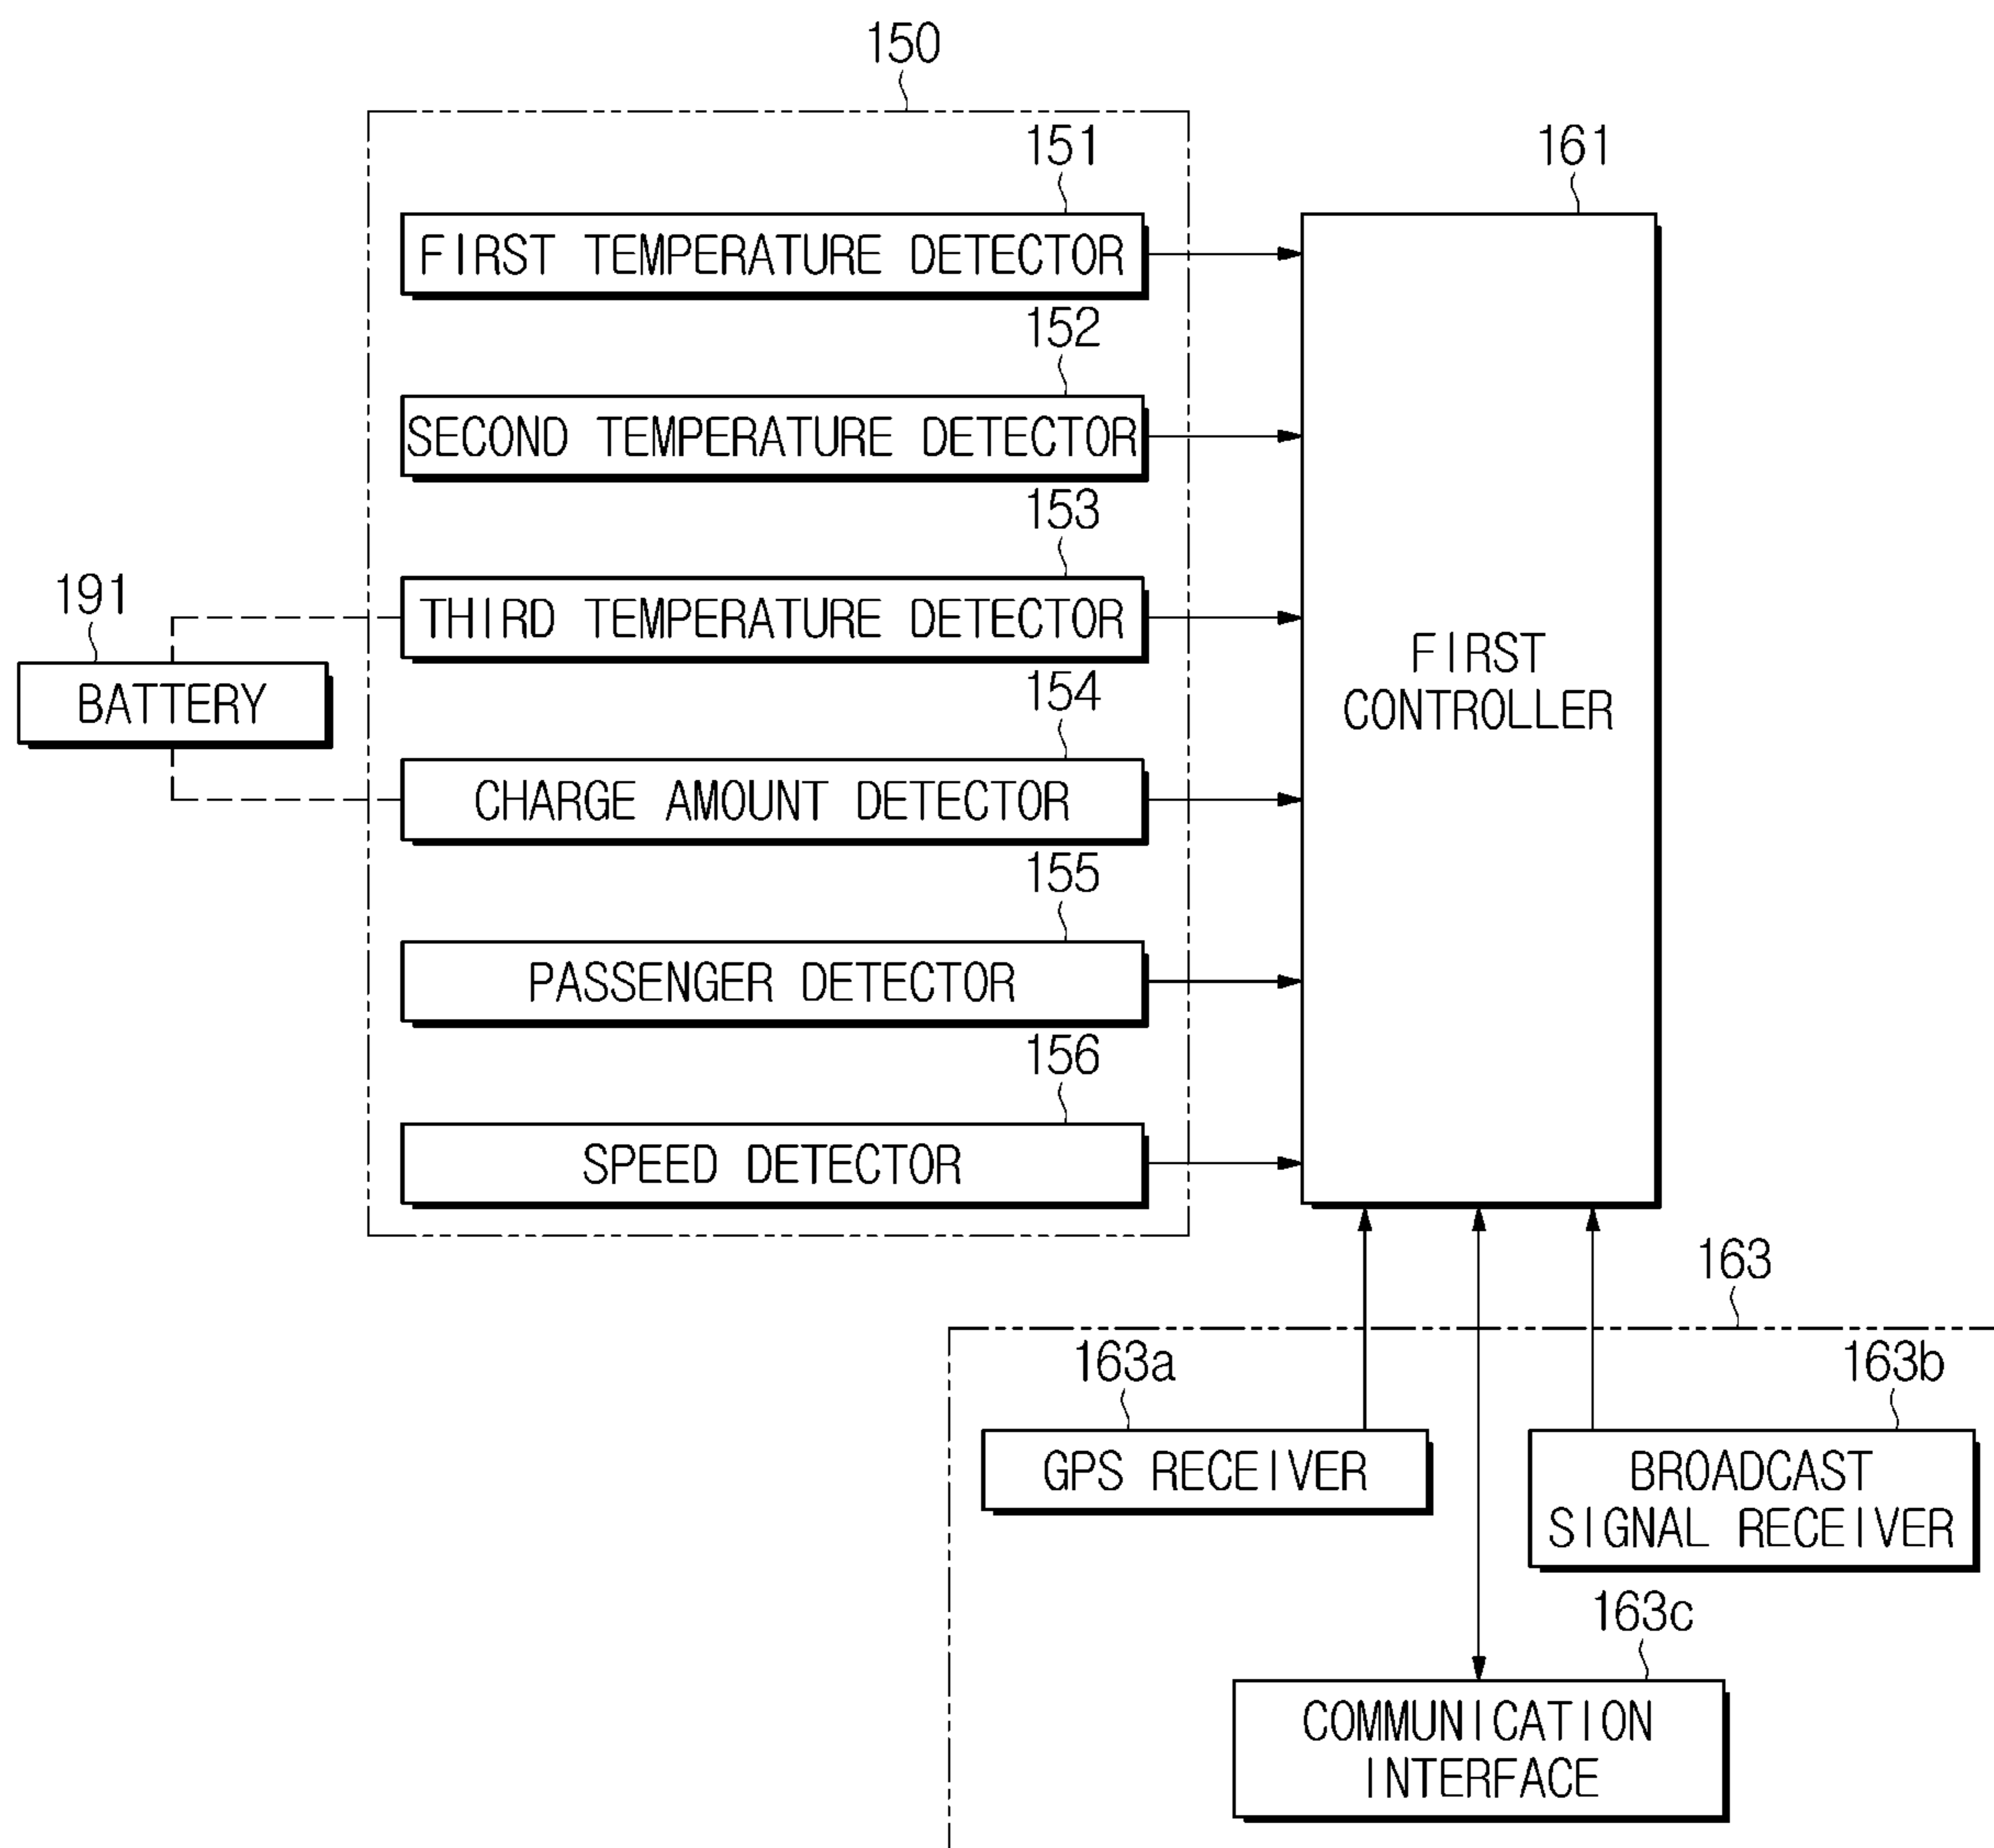 150
151
161
FIRST TEMPERATURE DETECTOR
152
SECOND TEMPERATURE DETECTOR
153
191
THIRD TEMPERATURE DETECTOR
FIRST
CONTROLLER
BATTERY
154
CHARGE AMOUNT DETECTOR
155
PASSENGER DETECTOR
156
SPEED DETECTOR
163
163a
163b
GPS RECEIVER
BROADCAST
SIGNAL RECEIVER
163c
COMMUNICATION
INTERFACE